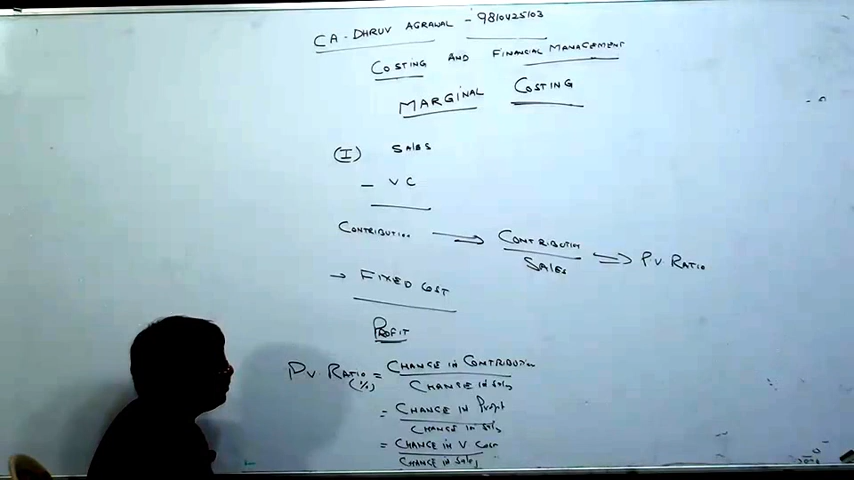 CA - DHRUV AGRAWAL - 9810425103
COSTING AND FINANCIAL MANAGEMENT
MARGINAL COSTING
(I) SALES
- VC
CONTRIBUTION → CONTRIBUTION / SALES ⇒ P.V. RATIO
→ FIXED COST
PROFIT
PV RATIO (%) = CHANGE IN CONTRIBUTION
CHANGE IN Sales
= CHANGE IN Profit
CHANGE IN Sales
= CHANGE IN V COST
CHANGE IN Sales